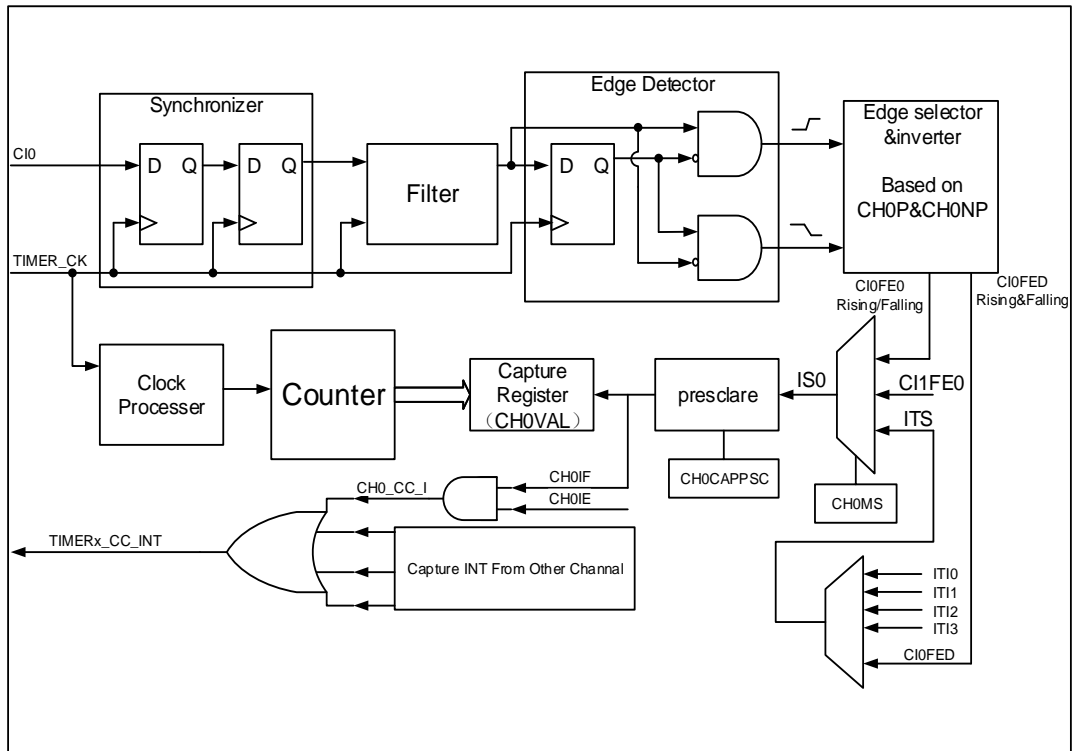 Edge Detector
Synchronizer
Edge selector
&inverter
Based on
CH0P&CH0NP
CI0
D Q
D Q
Filter
D Q
TIMER_CK
CI0FE0
Rising/Falling
CI0FED
Rising&Falling
Clock
Processer
Counter
Capture
Register
（CH0VAL）
presclare
IS0
CI1FE0
ITS
CH0CAPPSC
CH0MS
CH0IF
CH0_CC_I
CH0IE
TIMERx_CC_INT
Capture INT From Other Channel
ITI0
ITI1
ITI2
ITI3
CI0FED